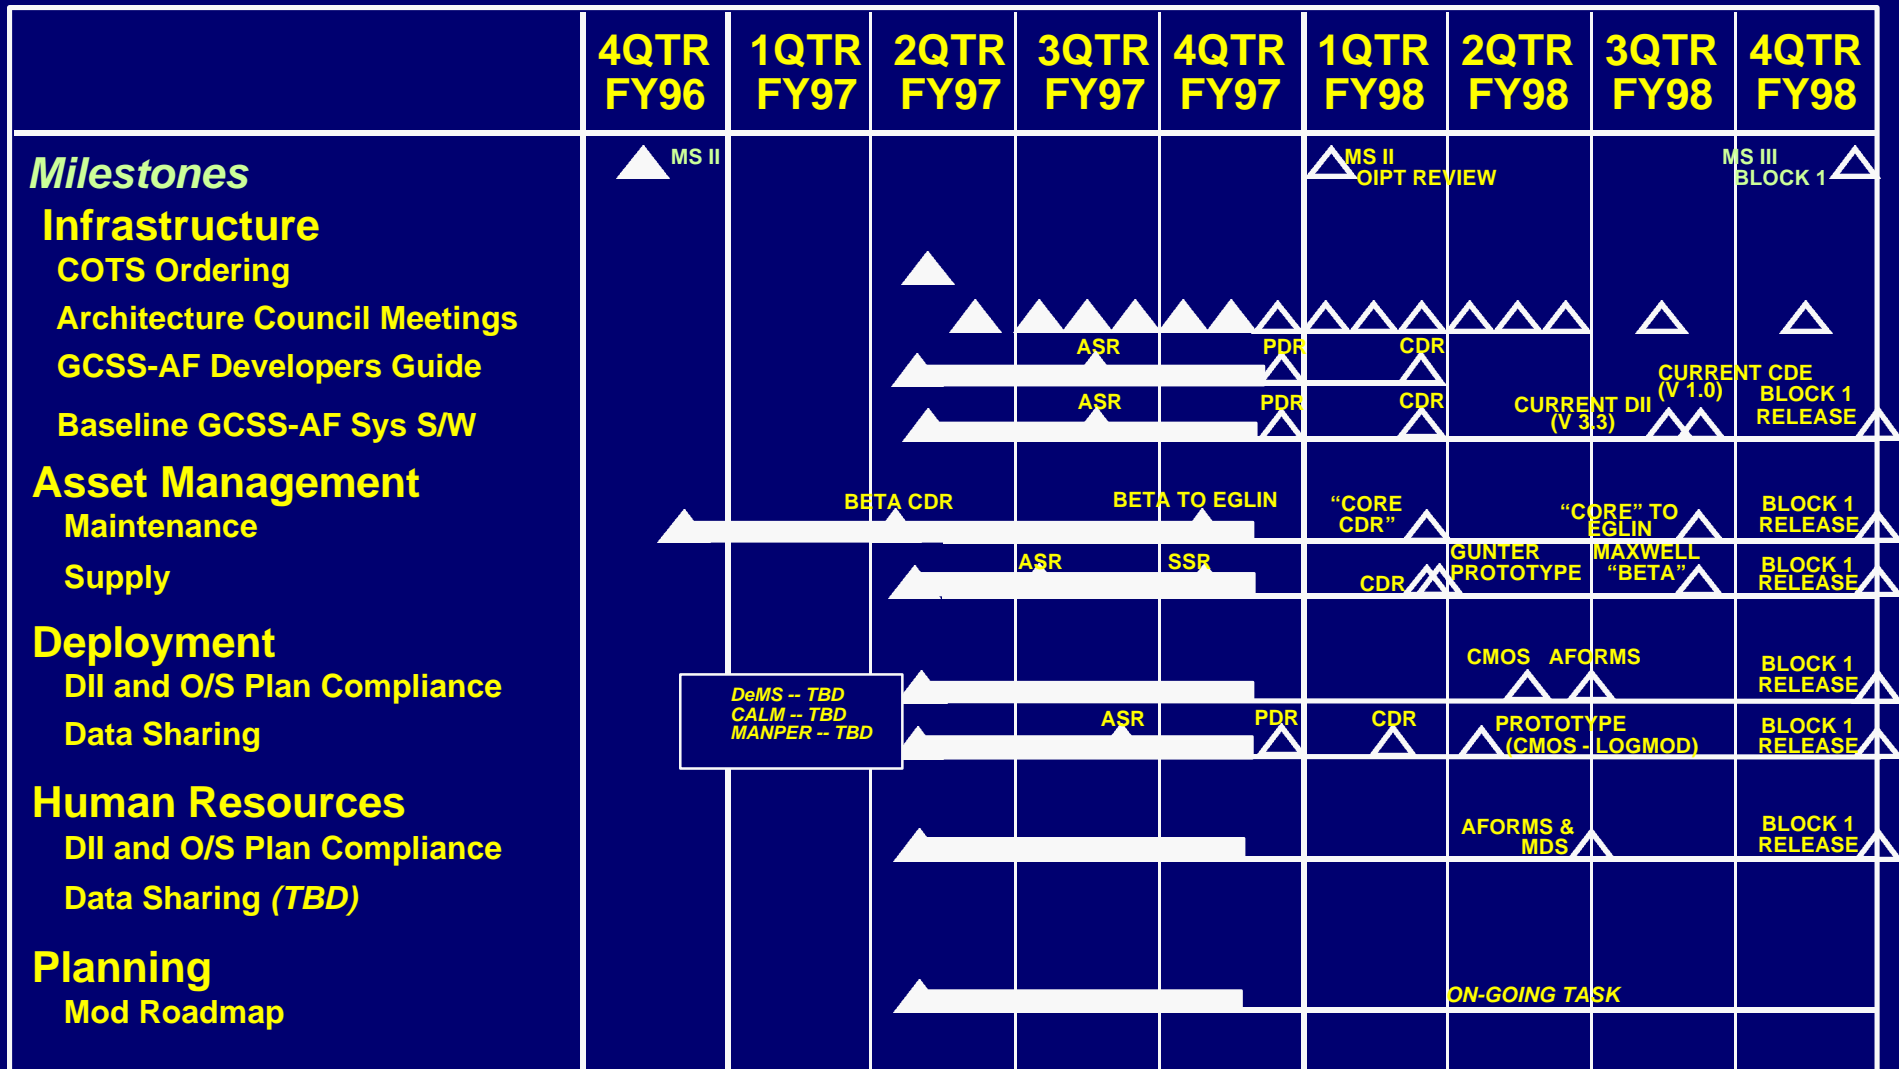 4QTR 1QTR 2QTR 3QTR 4QTR 1QTR 2QTR 3QTR 4QTR
FY96 FY97 FY97 FY97 FY97 FY98 FY98 FY98 FY98
Milestones
MS II
MS II
OIPT REVIEW
MS III
BLOCK 1
Infrastructure
COTS Ordering
Architecture Council Meetings
GCSS-AF Developers Guide
ASR
PDR
CDR
Baseline GCSS-AF Sys S/W
ASR
PDR
CDR
CURRENT DII
(V 3.3)
CURRENT CDE
(V 1.0)
BLOCK 1
RELEASE
Asset Management
Maintenance
BETA CDR
BETA TO EGLIN
“CORE
CDR”
“CORE” TO
EGLIN
BLOCK 1
RELEASE
Supply
ASR
SSR
CDR
GUNTER
PROTOTYPE
MAXWELL
“BETA”
BLOCK 1
RELEASE
Deployment
DII and O/S Plan Compliance
CMOS
AFORMS
BLOCK 1
RELEASE
DeMS -- TBD
CALM -- TBD
MANPER -- TBD
Data Sharing
ASR
PDR
CDR
PROTOTYPE
(CMOS - LOGMOD)
BLOCK 1
RELEASE
Human Resources
DII and O/S Plan Compliance
AFORMS &
MDS
BLOCK 1
RELEASE
Data Sharing (TBD)
Planning
Mod Roadmap
ON-GOING TASK